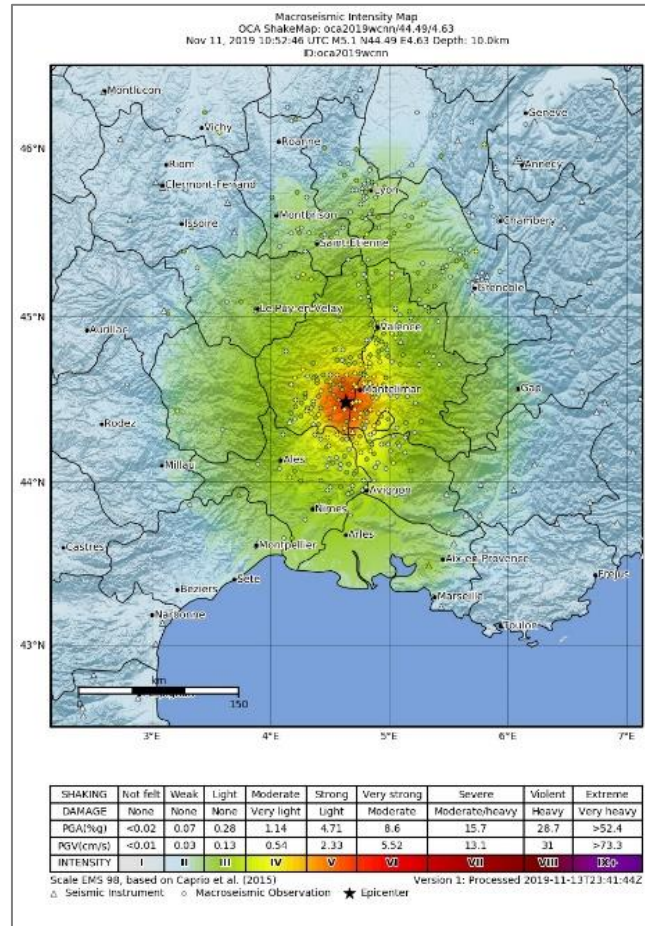 Macroseismic Intensity Map
OCA ShakeMap: oca2019wcnn/44.49/4.63
Nov 11, 2019 10:52:46 UTC M5.1 N44.49 E4.63 Depth: 10.0km
ID:oca2019wcnn
Montlucon
Geneve
Vichy
Roanne
46°N
Riom
Annecy
Clermont-Ferrand
Lyon
Montbrison
Issoire
Chambery
Saint-Etienne
Grenoble
Le Puy-en-Velay
45°N
Valence
Aurillac
Montelimar
Gap
Rodez
Ales
Millau
44°N
Avignon
Nimes
Arles
Castres
Montpellier
Aix-en-Provence
Sete
Frejus
Beziers
Marseille
Narbonne
Toulon
43°N
km
150
3°E 4°E 5°E 6°E 7°E
SHAKING Not felt Weak Light Moderate Strong Very strong Severe Violent Extreme
DAMAGE None None None Very light Light Moderate Moderate/heavy Heavy Very heavy
PGA(%g) <0.02 0.07 0.28 1.14 4.71 8.6 15.7 28.7 >52.4
PGV(cm/s) <0.01 0.03 0.13 0.54 2.33 5.52 13.1 31 >73.3
INTENSITY I II III IV V VI VII VIII IX+
Scale EMS 98, based on Caprio et al. (2015) Version 1: Processed 2019-11-13T23:41:44Z
Seismic Instrument Macroseismic Observation Epicenter